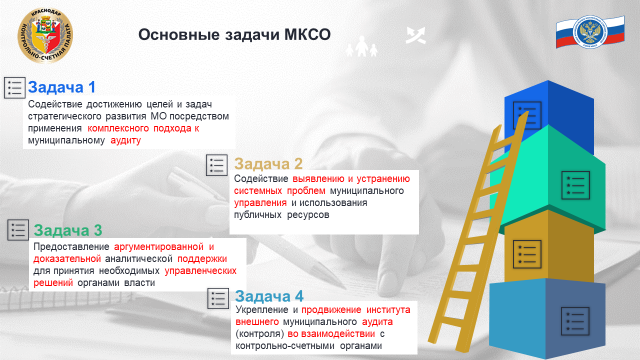 КРАСНОДАР
КОНТРОЛЬНО-СЧЕТНАЯ ПАЛАТА
Основные задачи МКСО
Задача 1
Содействие достижению целей и задач
стратегического развития МО посредством
применения комплексного подхода к
муниципальному аудиту
Задача 2
Содействие выявлению и устранению
системных проблем муниципального
управления и использования
публичных ресурсов
Задача 3
Предоставление аргументированной и
доказательной аналитической поддержки
для принятия необходимых управленческих
решений органами власти
Задача 4
Укрепление и продвижение института
внешнего муниципального аудита
(контроля) во взаимодействии с
контрольно-счетными органами